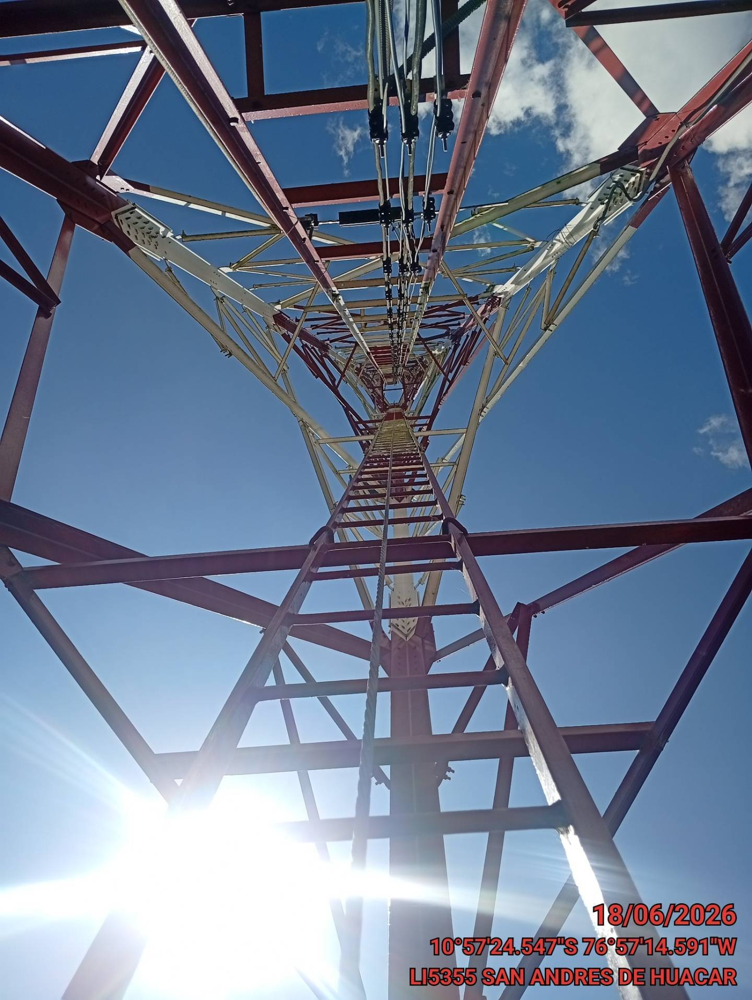 18/06/2026
10°57'24.547"S 76°57'14.591"W
LI5355 SAN ANDRES DE HUACAR